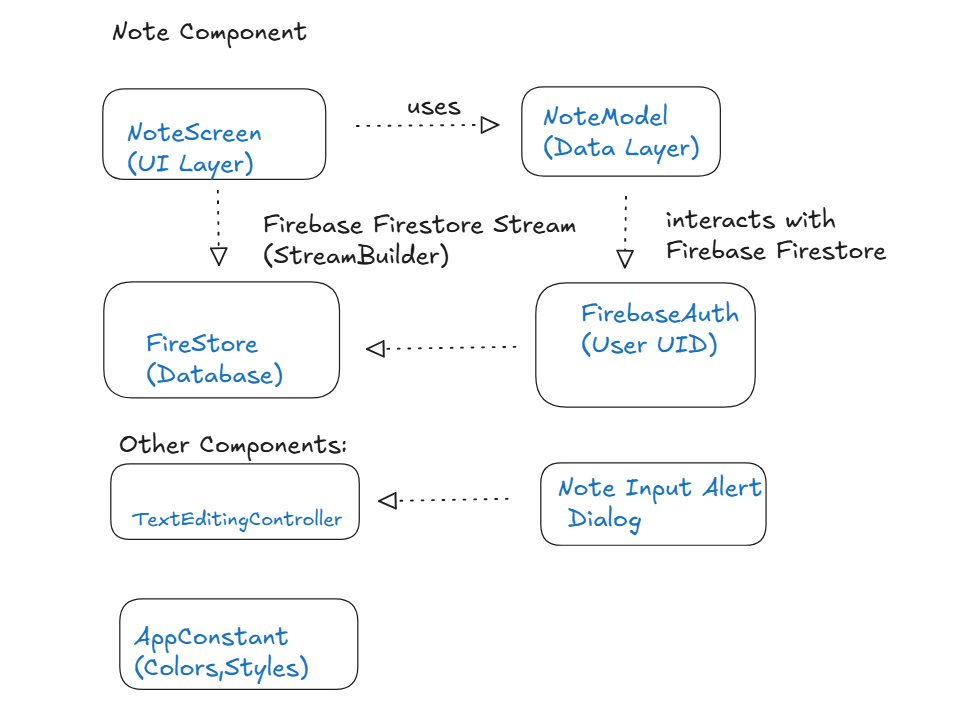 Note Component
NoteScreen
(UI Layer)
uses
NoteModel
(Data Layer)
Firebase Firestore Stream
(StreamBuilder)
interacts with
Firebase Firestore
FireStore
(Database)
FirebaseAuth
(User UID)
Other Components:
TextEditingController
Note Input Alert
Dialog
AppConstant
(Colors,Styles)